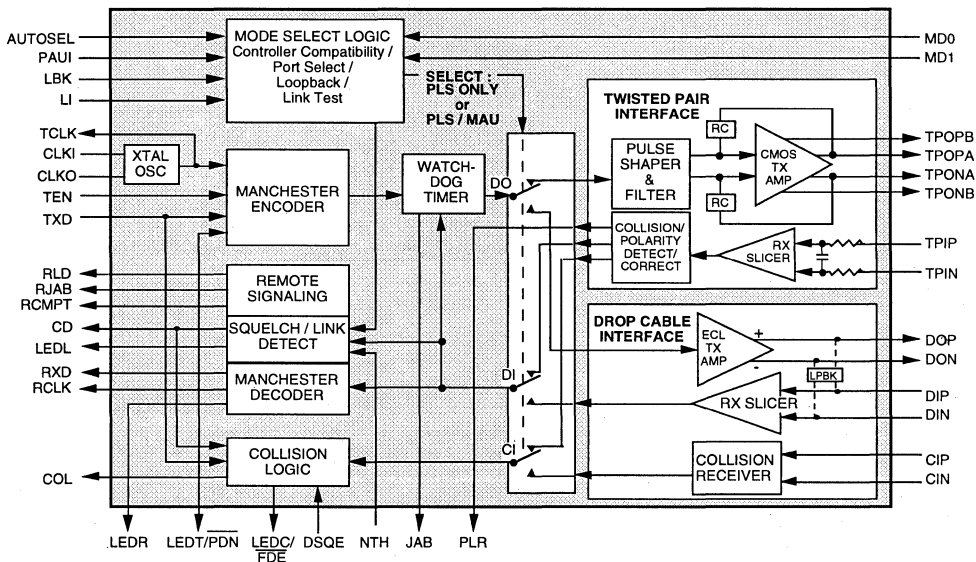 AUTOSEL
PAUI
LBK
LI
TCLK
CLKI
CLKO
TEN
TXD
RLD
RJAB
RCMPT
CD
LEDL
RXD
RCLK
COL
MODE SELECT LOGIC
Controller Compatibility /
Port Select /
Loopback /
Link Test
SELECT :
PLS ONLY
or
PLS / MAU
XTAL
OSC
MANCHESTER
ENCODER
WATCH-
DOG
TIMER
DO
REMOTE
SIGNALING
SQUELCH / LINK
DETECT
MANCHESTER
DECODER
DI
COLLISION
LOGIC
CI
TWISTED PAIR
INTERFACE
PULSE
SHAPER
&
FILTER
RC
RC
CMOS
TX
AMP
COLLISION/
POLARITY
DETECT/
CORRECT
RX
SLICER
DROP CABLE
INTERFACE
ECL
TX
AMP
+
-
LPBK
RX SLICER
COLLISION
RECEIVER
MD0
MD1
TPOPB
TPOPA
TPONA
TPONB
TPIP
TPIN
DOP
DON
DIP
DIN
CIP
CIN
LEDR
LEDT/PDN
LEDC/
FDE
DSQE
NTH
JAB
PLR